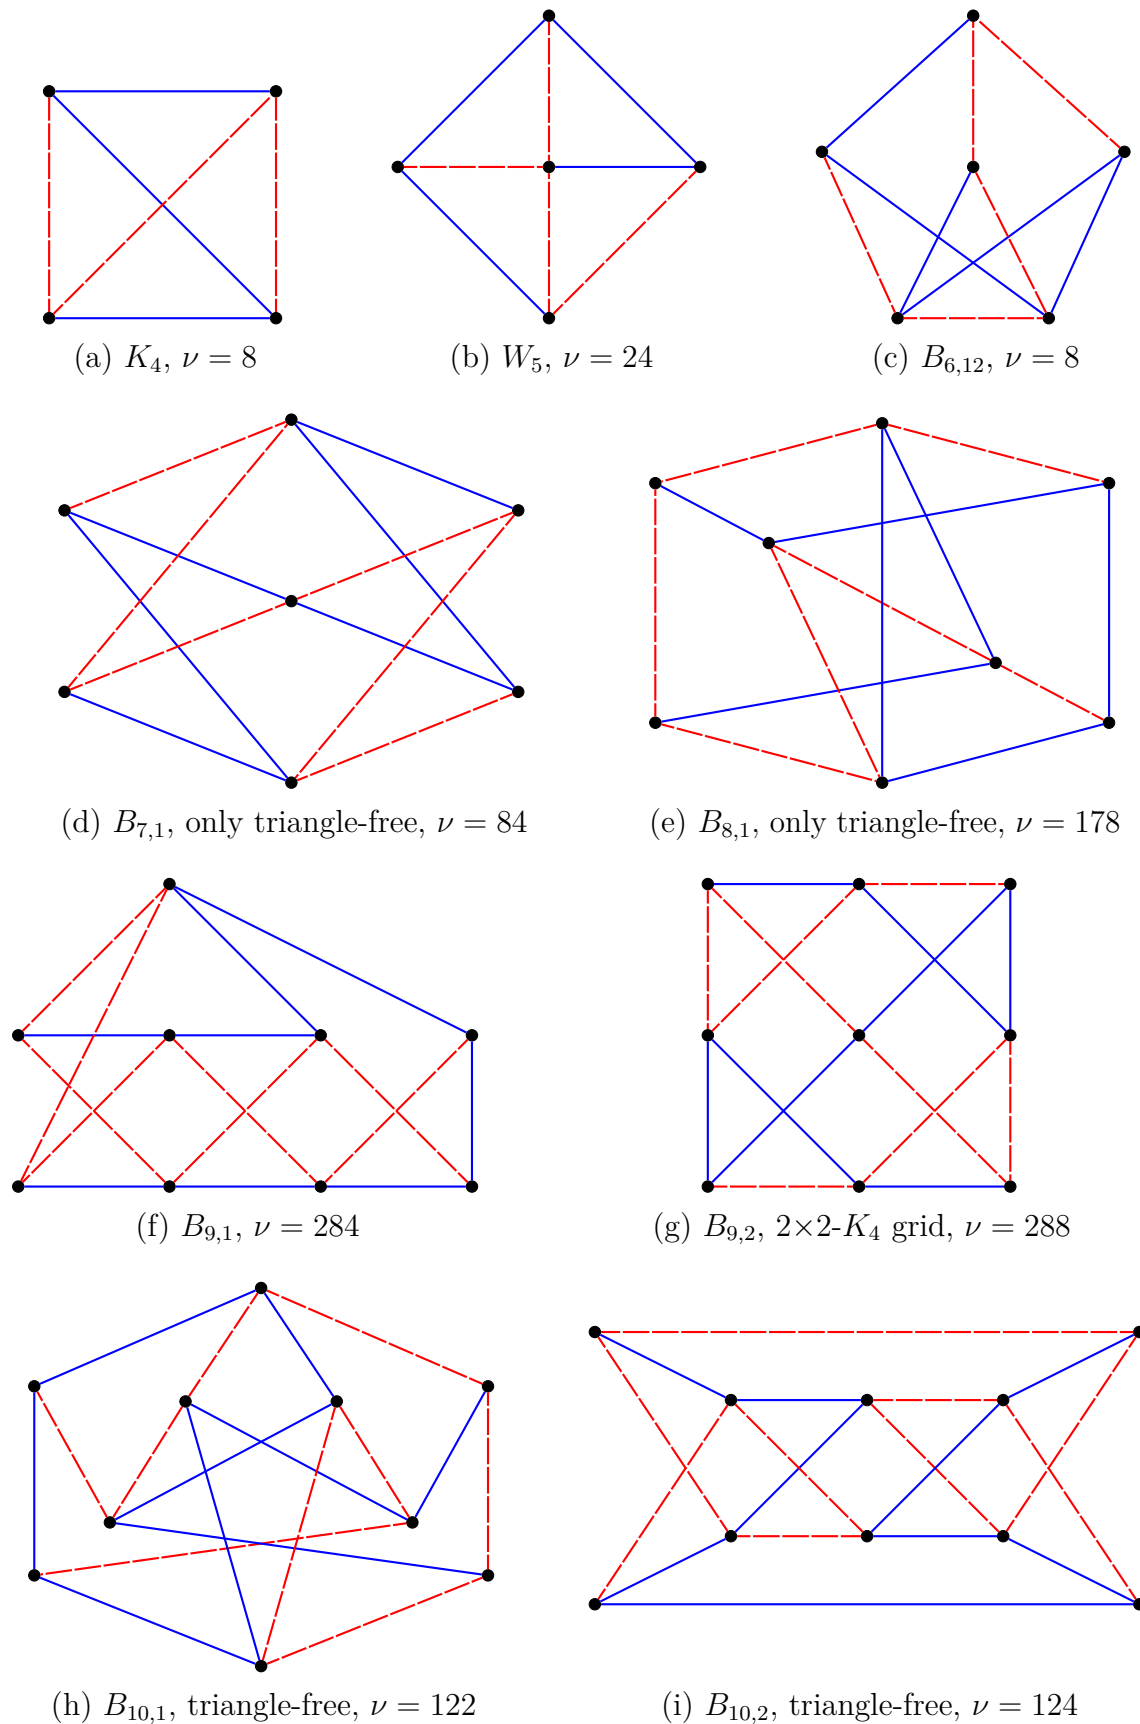 (a) K₄, ν = 8
(b) W₅, ν = 24
(c) B₆,₁₂, ν = 8
(d) B₇,₁, only triangle-free, ν = 84
(e) B₈,₁, only triangle-free, ν = 178
(f) B₉,₁, ν = 284
(g) B₉,₂, 2×2-K₄ grid, ν = 288
(h) B₁₀,₁, triangle-free, ν = 122
(i) B₁₀,₂, triangle-free, ν = 124